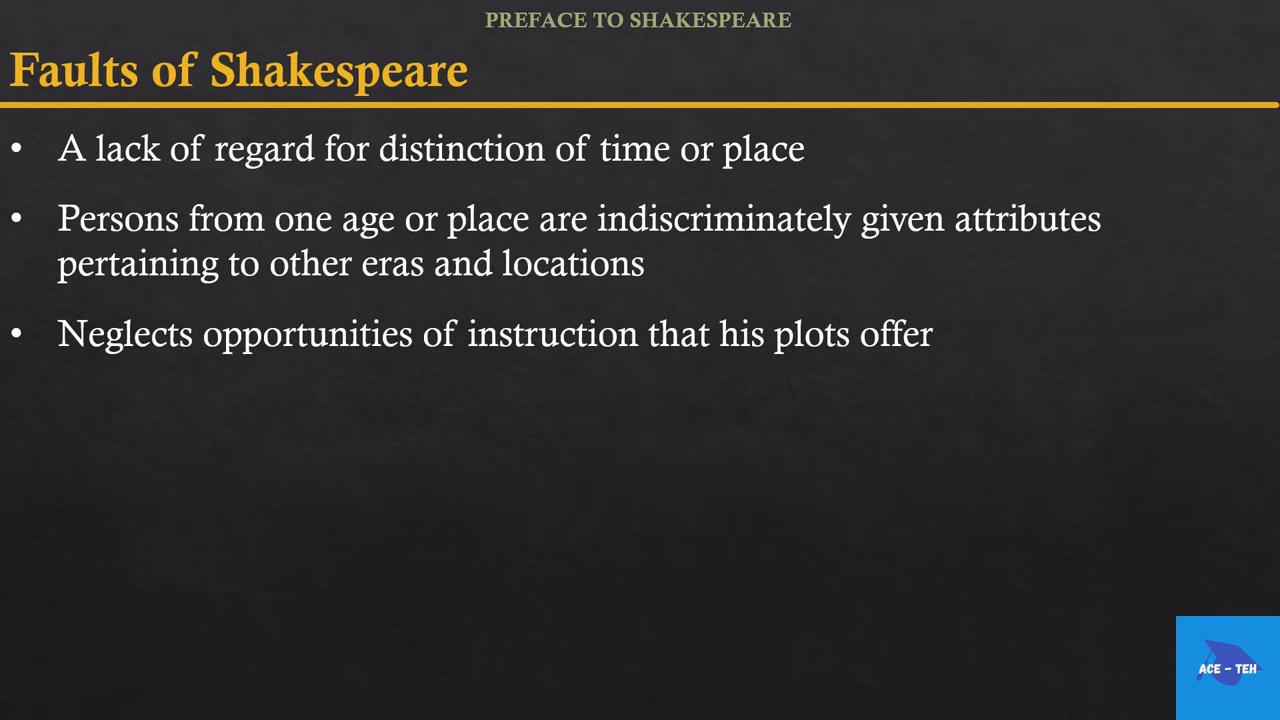 PREFACE TO SHAKESPEARE
Faults of Shakespeare
• A lack of regard for distinction of time or place
• Persons from one age or place are indiscriminately given attributes
pertaining to other eras and locations
• Neglects opportunities of instruction that his plots offer
ACE – TEH